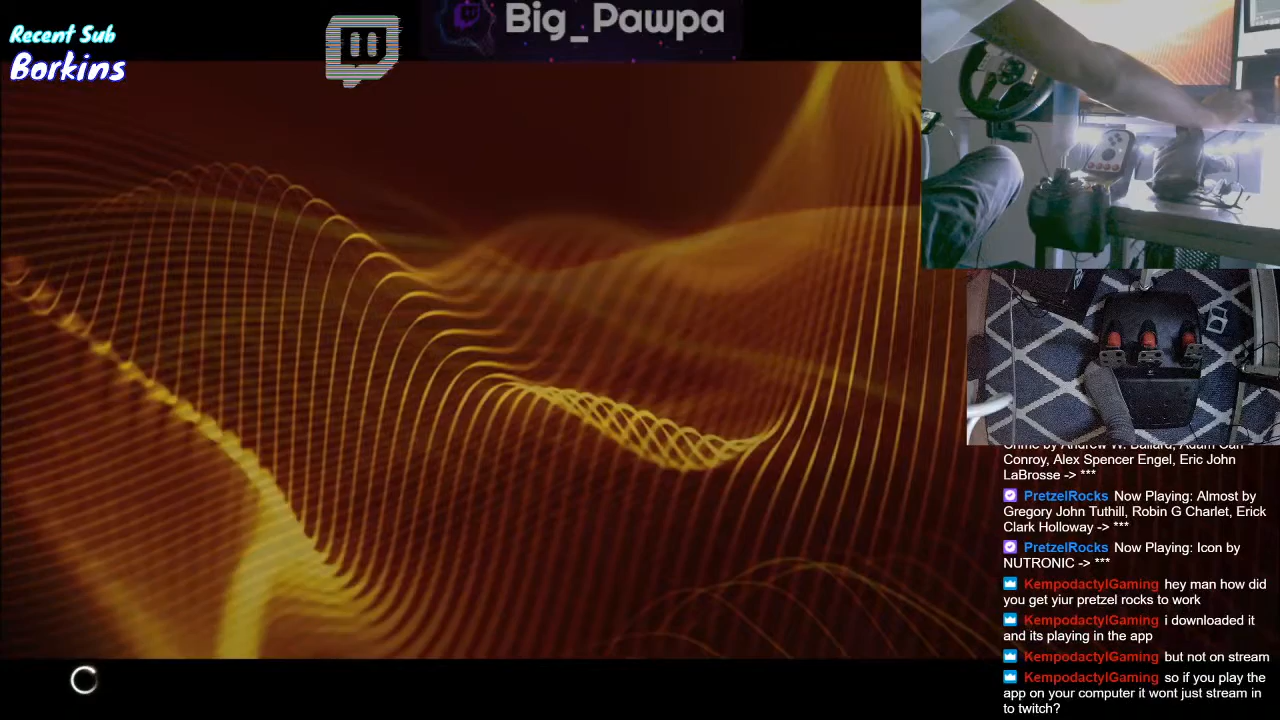 Recent Sub
Borkins
Big_Pawpa
Conroy, Alex Spencer Engel, Eric John
LaBrosse -> ***
PretzelRocks Now Playing: Almost by
Gregory John Tuthill, Robin G Charlet, Erick
Clark Holloway -> ***
PretzelRocks Now Playing: Icon by
NUTRONIC -> ***
KempodactylGaming hey man how did
you get yiur pretzel rocks to work
KempodactylGaming i downloaded it
and its playing in the app
KempodactylGaming but not on stream
KempodactylGaming so if you play the
app on your computer it wont just stream in
to twitch?